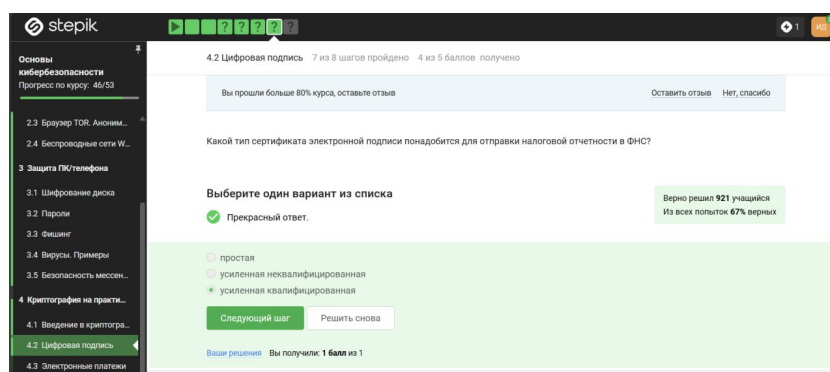 stepik
? ? ? ? ?
1
ИД
Основы
кибербезопасности
Прогресс по курсу: 46/53
4.2 Цифровая подпись 7 из 8 шагов пройдено 4 из 5 баллов получено
Вы прошли больше 80% курса, оставьте отзыв
Оставить отзыв Нет, спасибо
2.3 Браузер TOR. Аноним...
2.4 Беспроводные сети W...
3 Защита ПК/телефона
3.1 Шифрование диска
3.2 Пароли
3.3 Фишинг
3.4 Вирусы. Примеры
3.5 Безопасность мессен...
4 Криптография на практи...
4.1 Введение в криптогра...
4.2 Цифровая подпись
4.3 Электронные платежи
Какой тип сертификата электронной подписи понадобится для отправки налоговой отчетности в ФНС?
Выберите один вариант из списка
Прекрасный ответ.
Верно решил 921 учащийся
Из всех попыток 67% верных
простая
усиленная неквалифицированная
усиленная квалифицированная
Следующий шаг Решить снова
Ваши решения Вы получили: 1 балл из 1